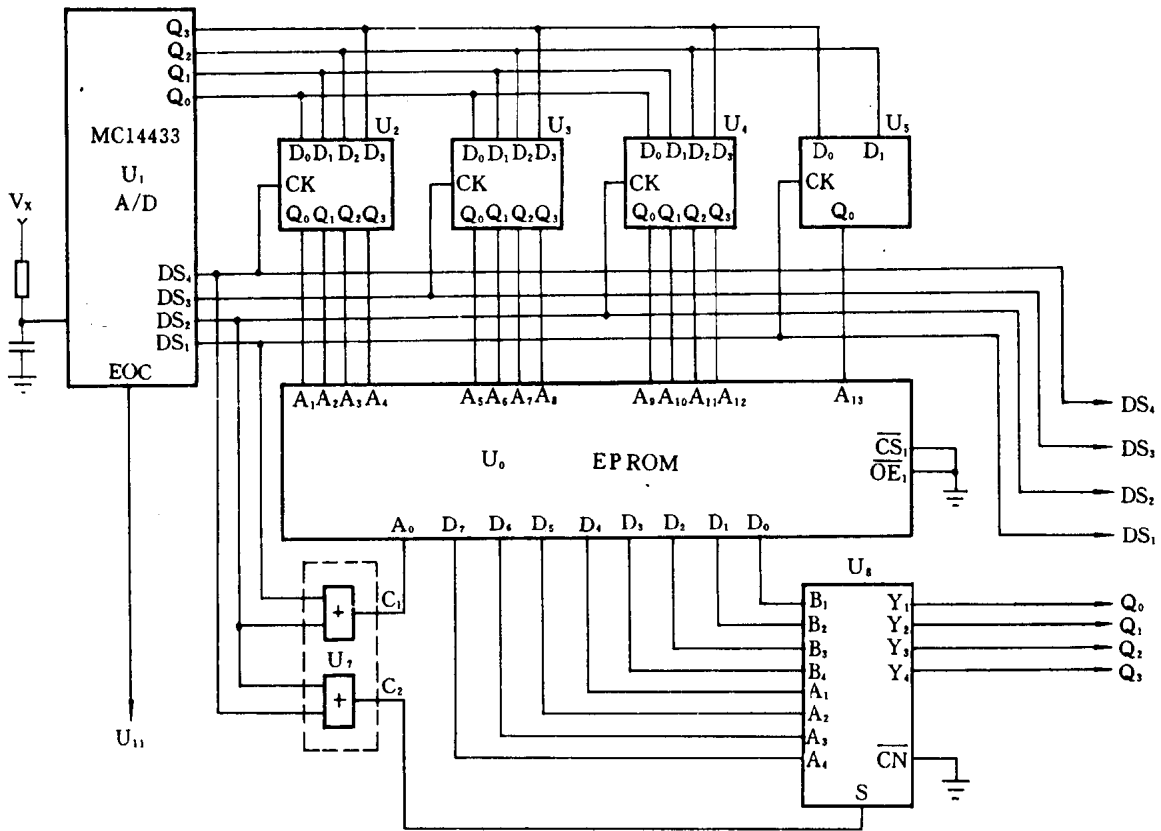 Q₃
Q₂
Q₁
Q₀
MC14433
U₁
A/D
Vx
DS₄
DS₃
DS₂
DS₁
EOC
U₁₁
U₂
D₀ D₁ D₂ D₃
CK
Q₀ Q₁ Q₂ Q₃
U₃
D₀ D₁ D₂ D₃
CK
Q₀ Q₁ Q₂ Q₃
U₄
D₀ D₁ D₂ D₃
CK
Q₀ Q₁ Q₂ Q₃
U₅
D₀ D₁
CK
Q₀
A₁ A₂ A₃ A₄ A₅ A₆ A₇ A₈ A₉ A₁₀ A₁₁ A₁₂ A₁₃
U₆ EPROM
C̅S̅₁
O̅E̅₁
A₀ D₇ D₆ D₅ D₄ D₃ D₂ D₁ D₀
DS₄
DS₃
DS₂
DS₁
+
C₁
U₇
+
C₂
U₈
B₁ Y₁
B₂ Y₂
B₃ Y₃
B₄ Y₄
A₁
A₂
A₃
A₄
C̅N̅
S
Q₀
Q₁
Q₂
Q₃